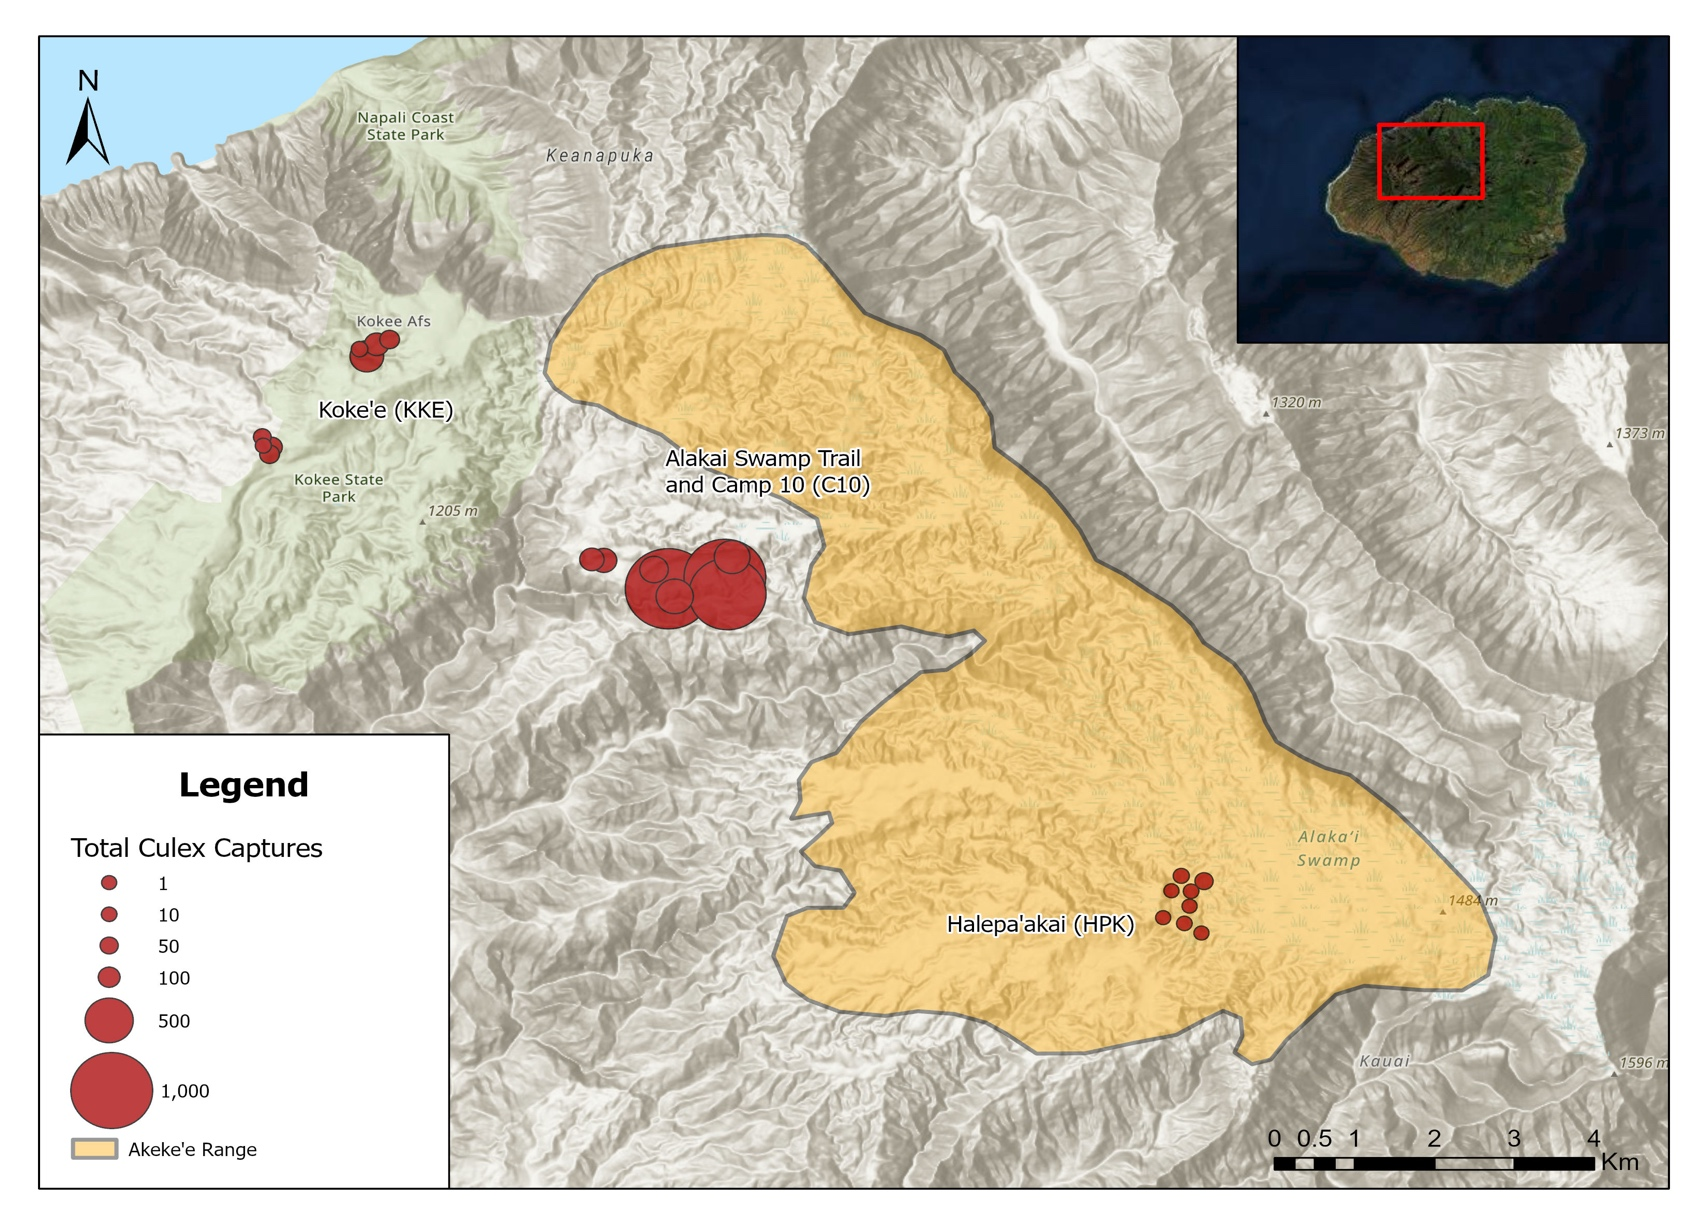 N
Napali Coast
State Park
Keanapuka
Kokee Afs
Koke'e (KKE)
Kokee State
Park
1205 m
1320 m
1373 m
Alakai Swamp Trail
and Camp 10 (C10)
Alakaʻi
Swamp
1484 m
Halepa'akai (HPK)
Kauai
1596 m
Legend
Total Culex Captures
1
10
50
100
500
1,000
Akeke'e Range
0 0.5 1 2 3 4
Km